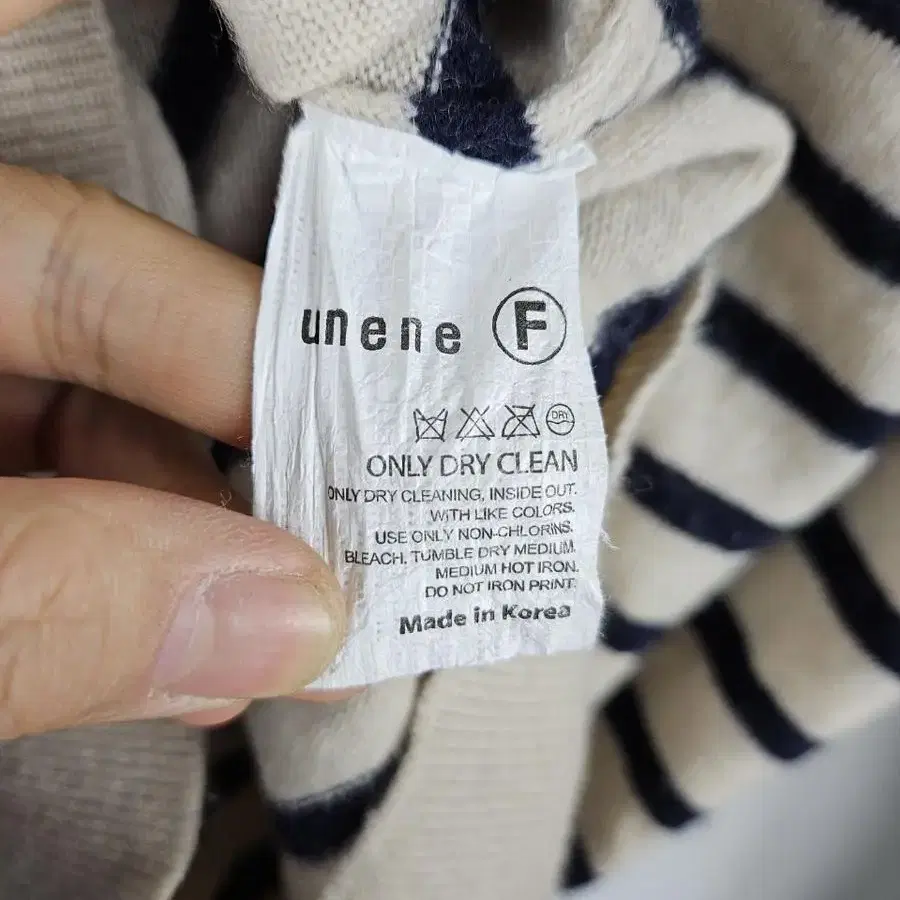 unene F
DRY
ONLY DRY CLEAN
ONLY DRY CLEANING, INSIDE OUT.
WITH LIKE COLORS.
USE ONLY NON-CHLORINS.
BLEACH. TUMBLE DRY MEDIUM.
MEDIUM HOT IRON.
DO NOT IRON PRINT.
Made in Korea